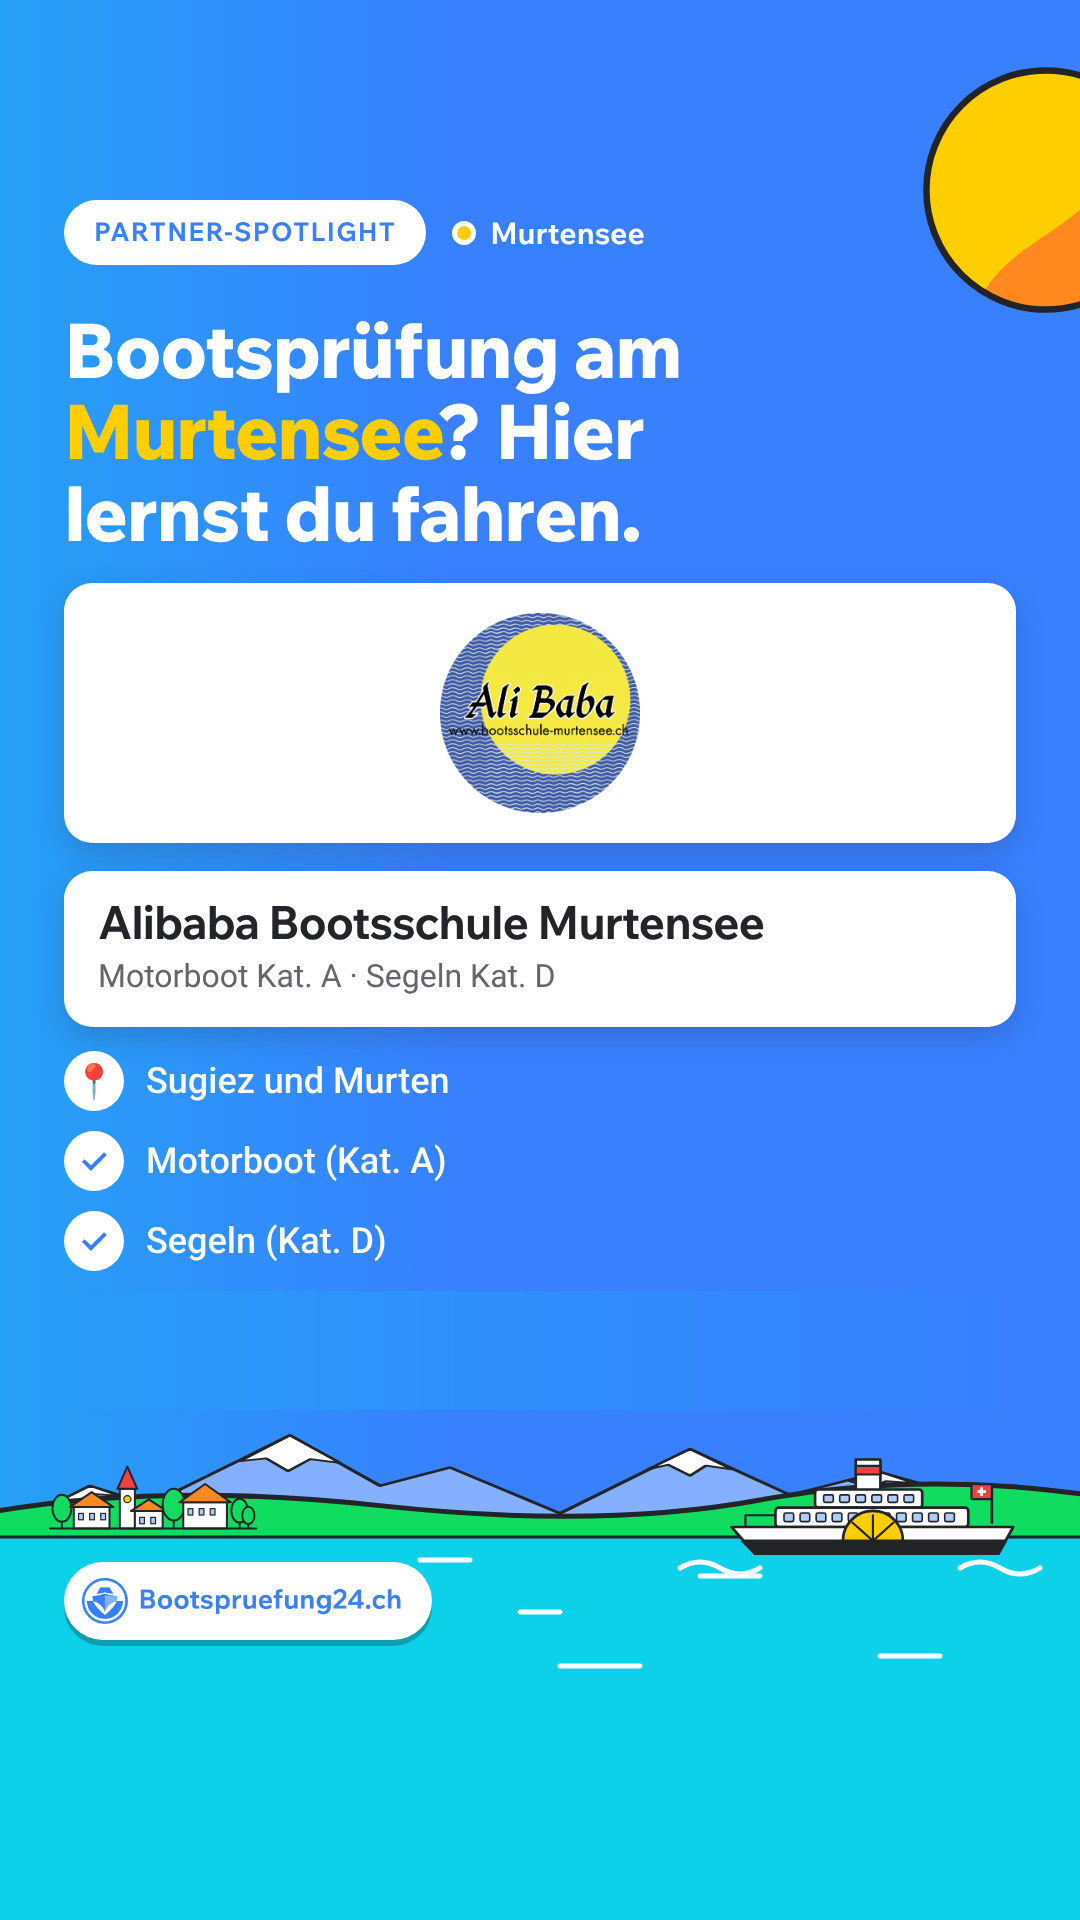 PARTNER-SPOTLIGHT
Murtensee
Bootsprüfung am
Murtensee? Hier
lernst du fahren.
Ali Baba
www.bootsschule-murtensee.ch
Alibaba Bootsschule Murtensee
Motorboot Kat. A · Segeln Kat. D
Sugiez und Murten
Motorboot (Kat. A)
Segeln (Kat. D)
Bootspruefung24.ch